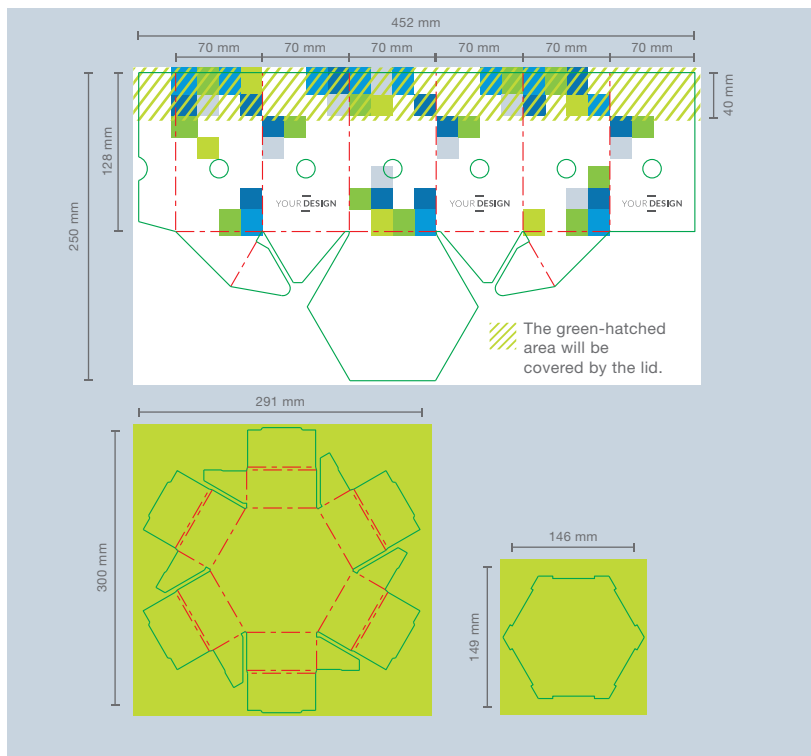 452 mm
70 mm 70 mm 70 mm 70 mm 70 mm 70 mm
40 mm
128 mm
250 mm
YOUR DESIGN
YOUR DESIGN
YOUR DESIGN
The green-hatched
area will be
covered by the lid.
291 mm
300 mm
146 mm
149 mm